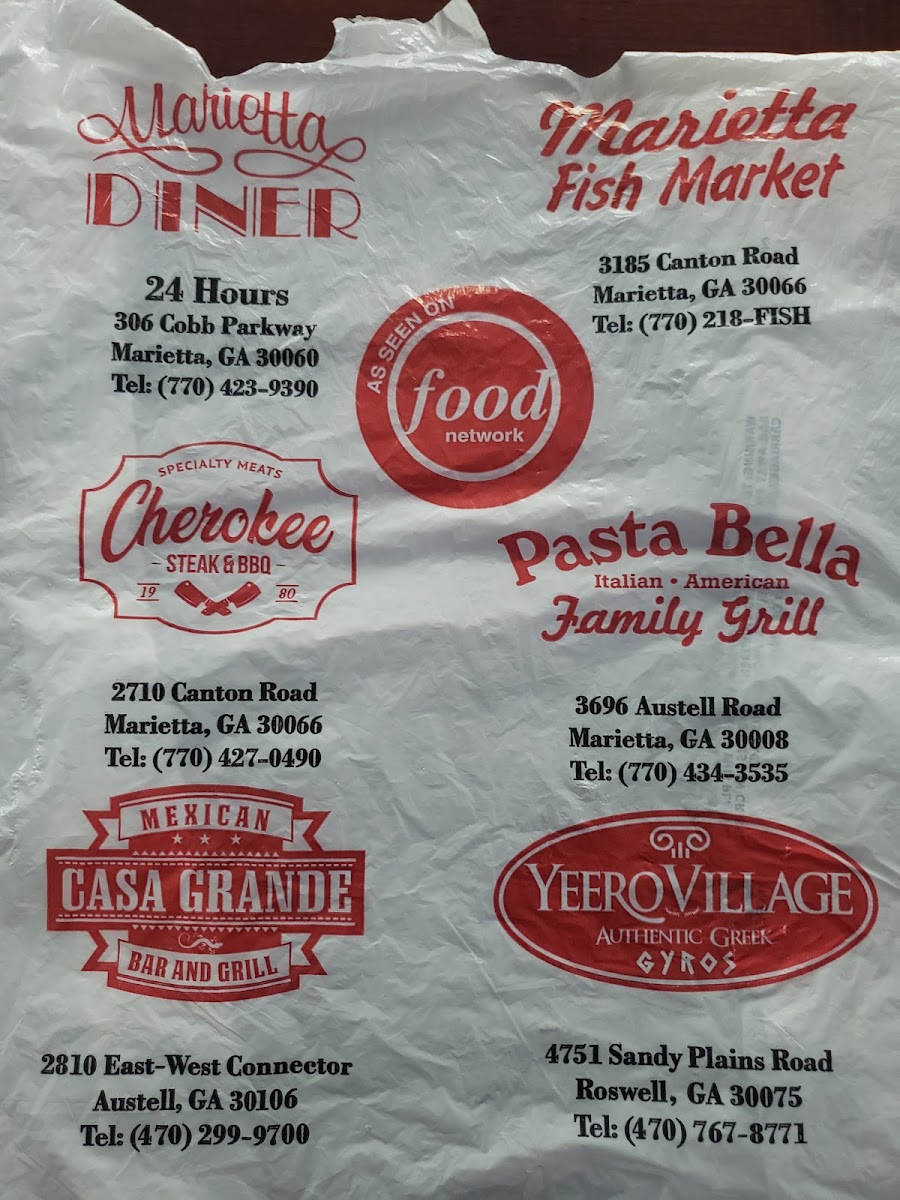 Marietta
DINER
24 Hours
306 Cobb Parkway
Marietta, GA 30060
Tel: (770) 423-9390
Marietta
Fish Market
3185 Canton Road
Marietta, GA 30066
Tel: (770) 218-FISH
AS SEEN ON
food
network
SPECIALTY MEATS
Cherokee
- STEAK & BBQ -
19 80
2710 Canton Road
Marietta, GA 30066
Tel: (770) 427-0490
Pasta Bella
Italian • American
Family Grill
3696 Austell Road
Marietta, GA 30008
Tel: (770) 434-3535
MEXICAN
CASA GRANDE
BAR AND GRILL
2810 East-West Connector
Austell, GA 30106
Tel: (470) 299-9700
YEERO VILLAGE
AUTHENTIC GREEK
GYROS
4751 Sandy Plains Road
Roswell, GA 30075
Tel: (470) 767-8771